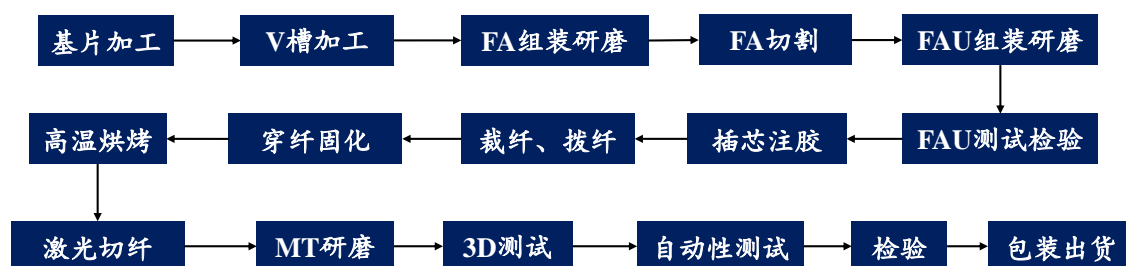 基片加工
V槽加工
FA组装研磨
FA切割
FAU组装研磨
FAU测试检验
插芯注胶
裁纤、拨纤
穿纤固化
高温烘烤
激光切纤
MT研磨
3D测试
自动性测试
检验
包装出货